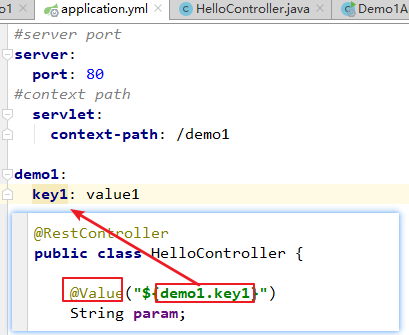 o1 × application.yml × HelloController.java × Demo1A
#server port
server:
  port: 80
#context path
  servlet:
    context-path: /demo1
demo1:
  key1: value1
@RestController
public class HelloController {
    @Value("${demo1.key1}")
    String param;